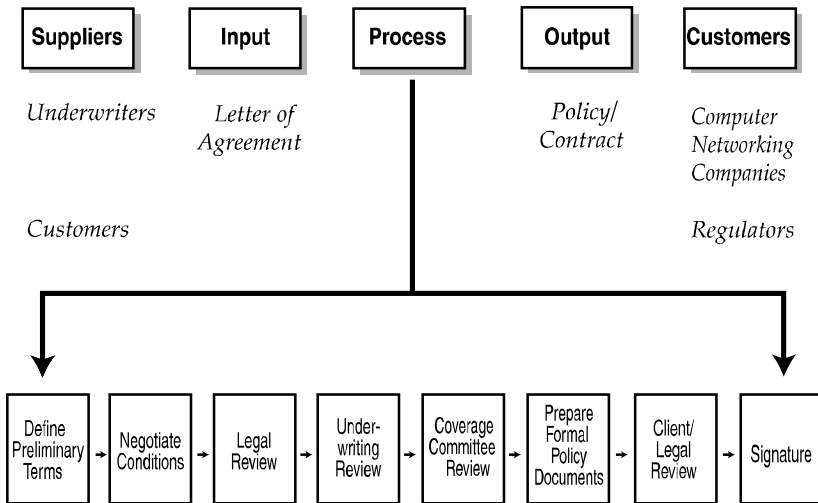 Suppliers
Input
Process
Output
Customers
Underwriters
Customers
Letter of
Agreement
Policy/
Contract
Computer
Networking
Companies
Regulators
Define
Preliminary
Terms
Negotiate
Conditions
Legal
Review
Under-
writing
Review
Coverage
Committee
Review
Prepare
Formal
Policy
Documents
Client/
Legal
Review
Signature